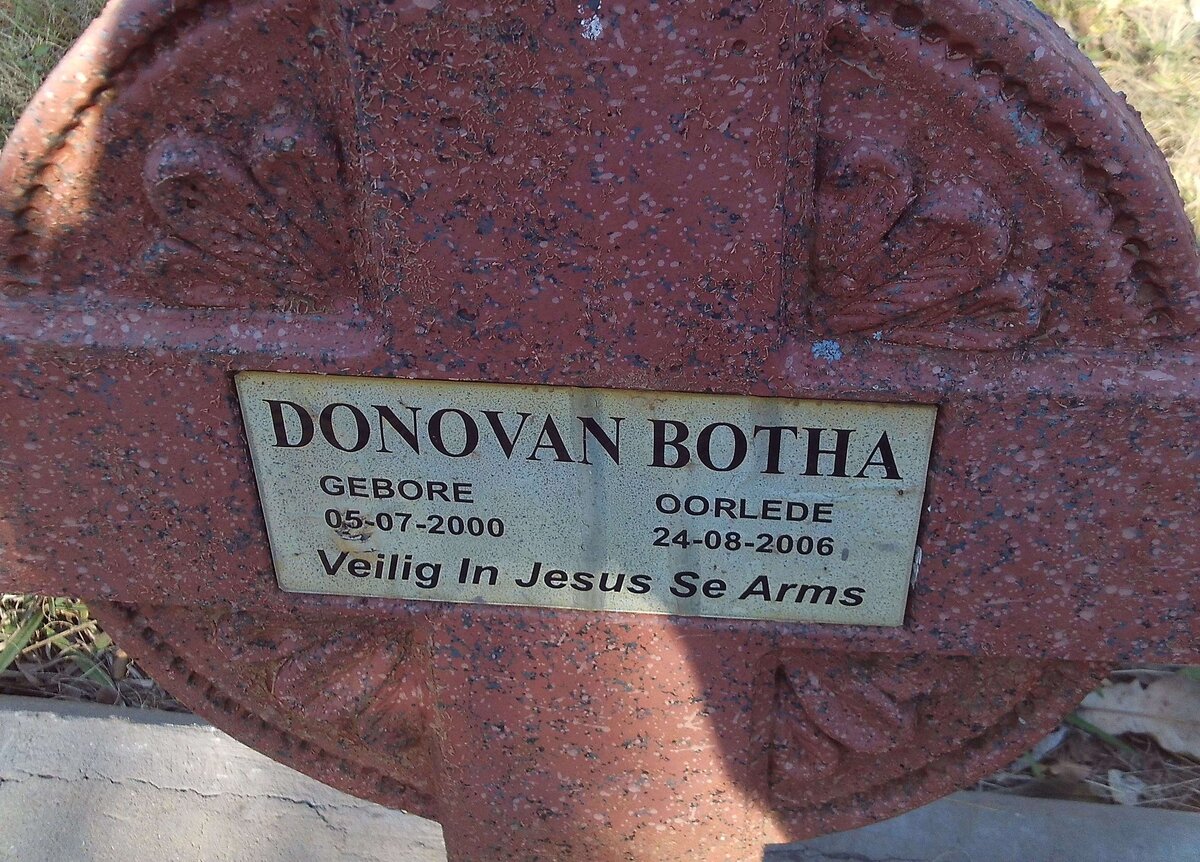 DONOVAN BOTHA
GEBORE OORLEDE
05-07-2000 24-08-2006
Veilig In Jesus Se Arms